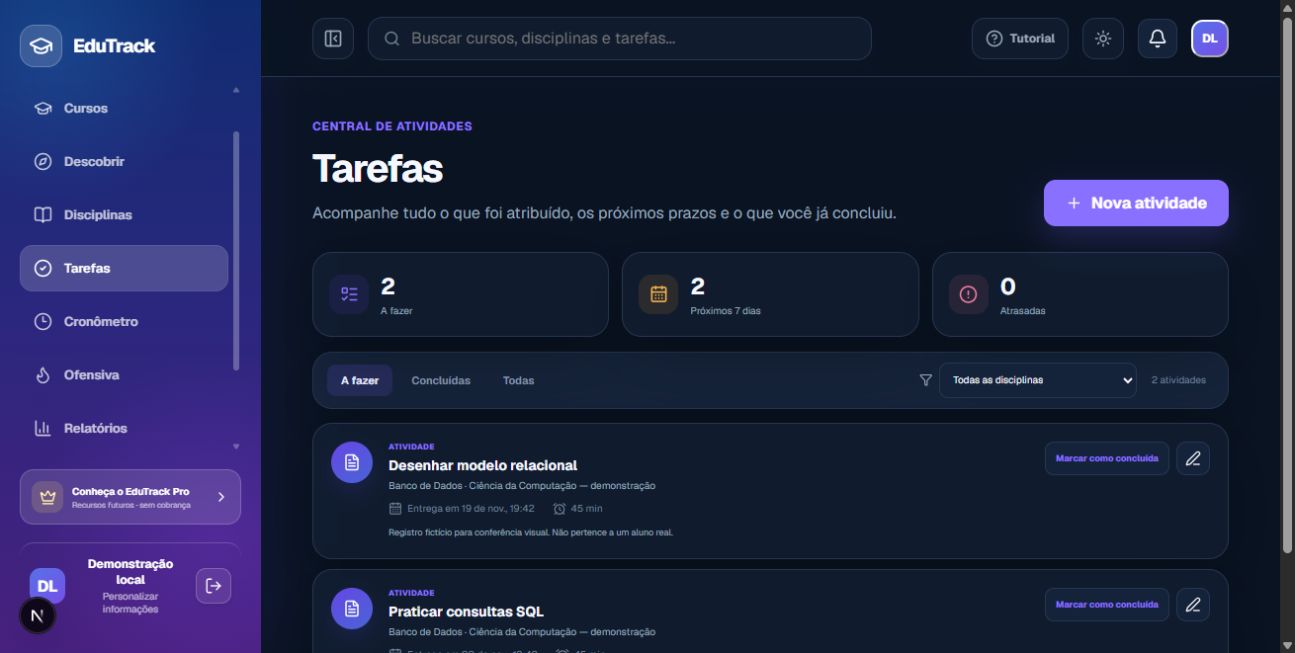 EduTrack
Cursos
Descobrir
Disciplinas
Tarefas
Cronômetro
Ofensiva
Relatórios
Conheça o EduTrack Pro
Recursos futuros · sem cobrança
DL
Demonstração
local
Personalizar
informações
N
Buscar cursos, disciplinas e tarefas...
Tutorial
DL
CENTRAL DE ATIVIDADES
Tarefas
Acompanhe tudo o que foi atribuído, os próximos prazos e o que você já concluiu.
+ Nova atividade
2
A fazer
2
Próximos 7 dias
0
Atrasadas
A fazer
Concluídas
Todas
Todas as disciplinas
2 atividades
ATIVIDADE
Desenhar modelo relacional
Banco de Dados · Ciência da Computação — demonstração
Entrega em 19 de nov., 19:42
45 min
Registro fictício para conferência visual. Não pertence a um aluno real.
Marcar como concluída
ATIVIDADE
Praticar consultas SQL
Banco de Dados · Ciência da Computação — demonstração
Marcar como concluída